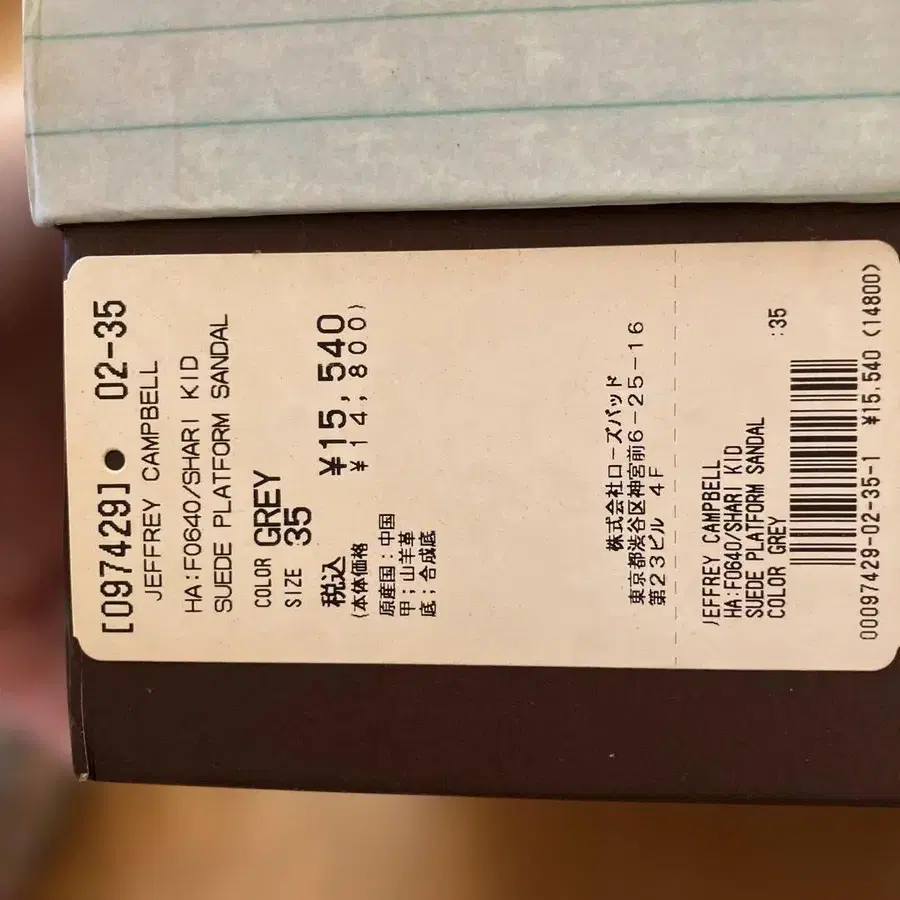 [097429] ● 02-35
JEFFREY CAMPBELL
HA:F0640/SHARI KID
SUEDE PLATFORM SANDAL
COLOR GREY
SIZE 35
税込 ¥15,540
(本体価格 ¥14,800)
原産国:中国
甲;山羊革
底;合成底
株式会社ローズバッド
東京都渋谷区神宮前6-25-16
第23ビル 4F
JEFFREY CAMPBELL
HA:F0640/SHARI KID
SUEDE PLATFORM SANDAL
COLOR GREY :35
00097429-02-35-1 ¥15,540 (14800)